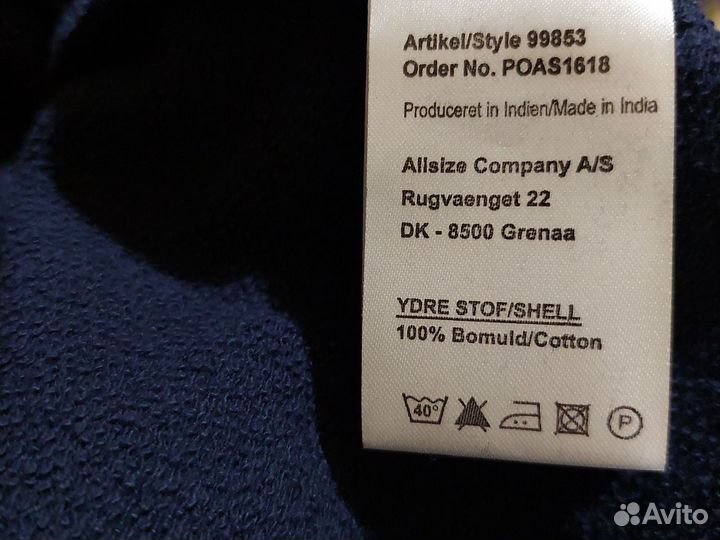 Artikel/Style 99853
Order No. POAS1618
Produceret in Indien/Made in India
Allsize Company A/S
Rugvaenget 22
DK - 8500 Grenaa
YDRE STOF/SHELL
100% Bomuld/Cotton
40°
P
Avito